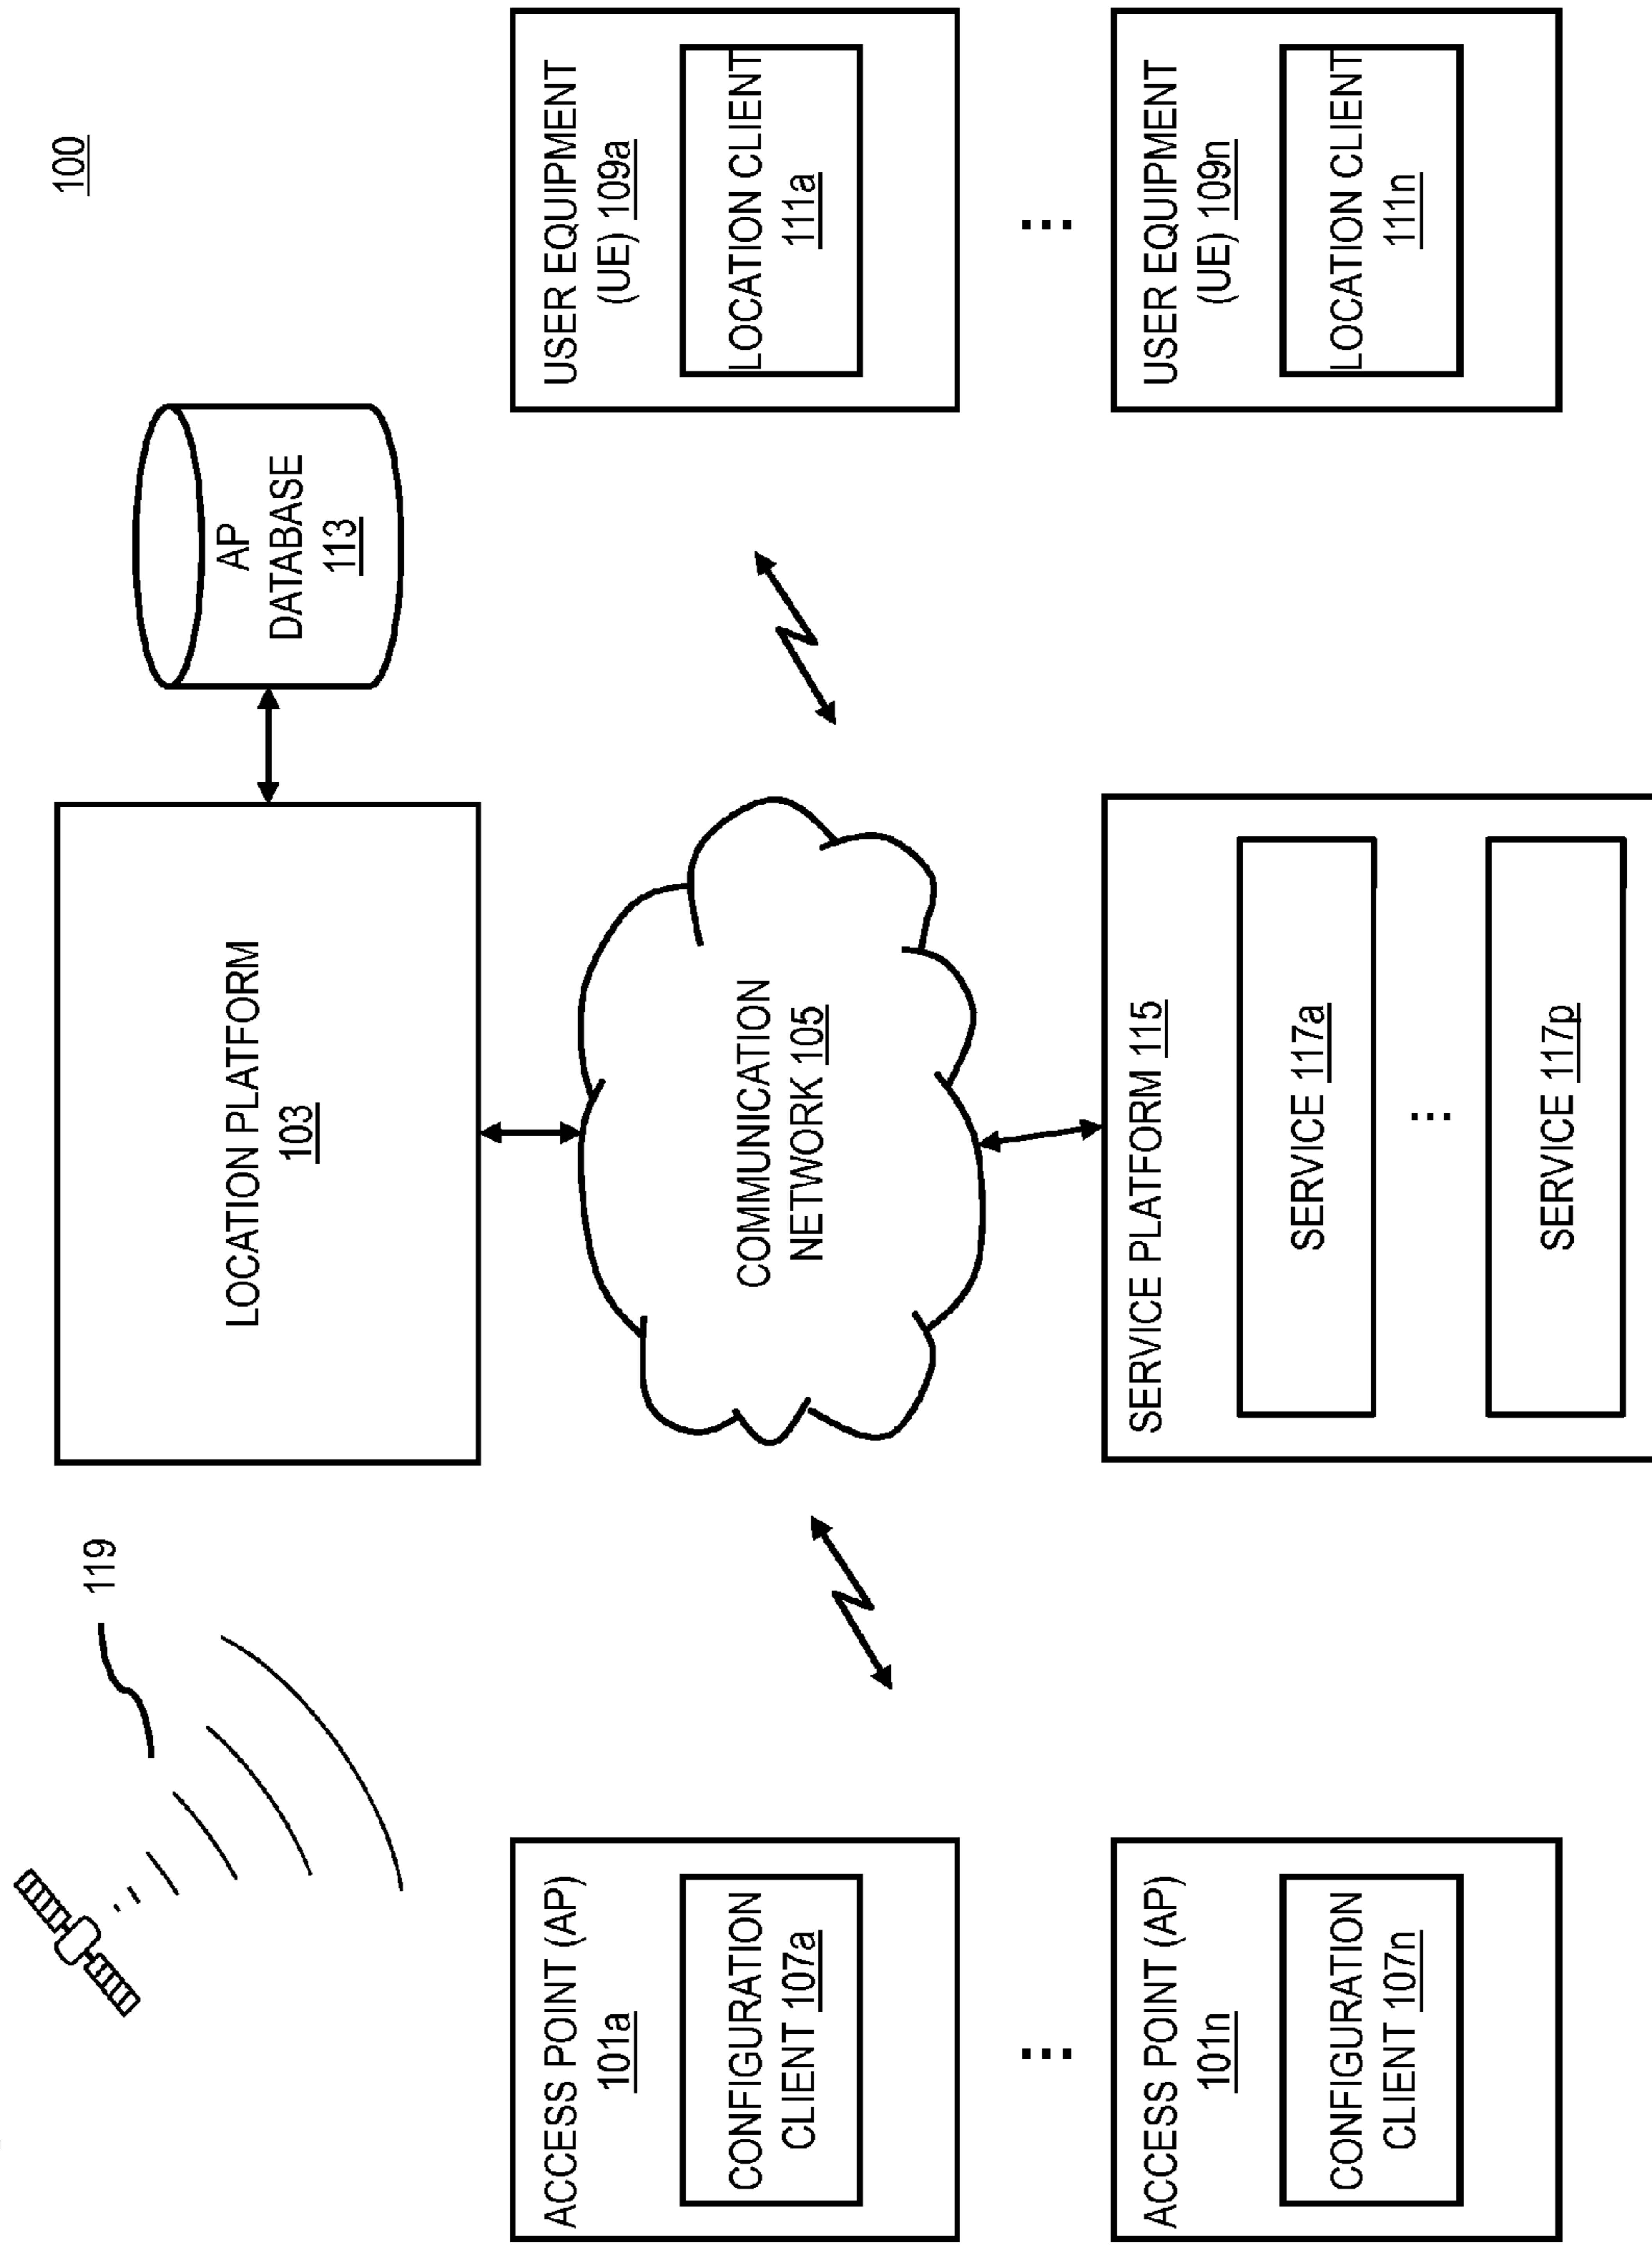 100
119
LOCATION PLATFORM
103
AP
DATABASE
113
ACCESS POINT (AP)
101a
CONFIGURATION
CLIENT 107a
...
ACCESS POINT (AP)
101n
CONFIGURATION
CLIENT 107n
COMMUNICATION
NETWORK 105
SERVICE PLATFORM 115
SERVICE 117a
...
SERVICE 117p
USER EQUIPMENT
(UE) 109a
LOCATION CLIENT
111a
...
USER EQUIPMENT
(UE) 109n
LOCATION CLIENT
111n